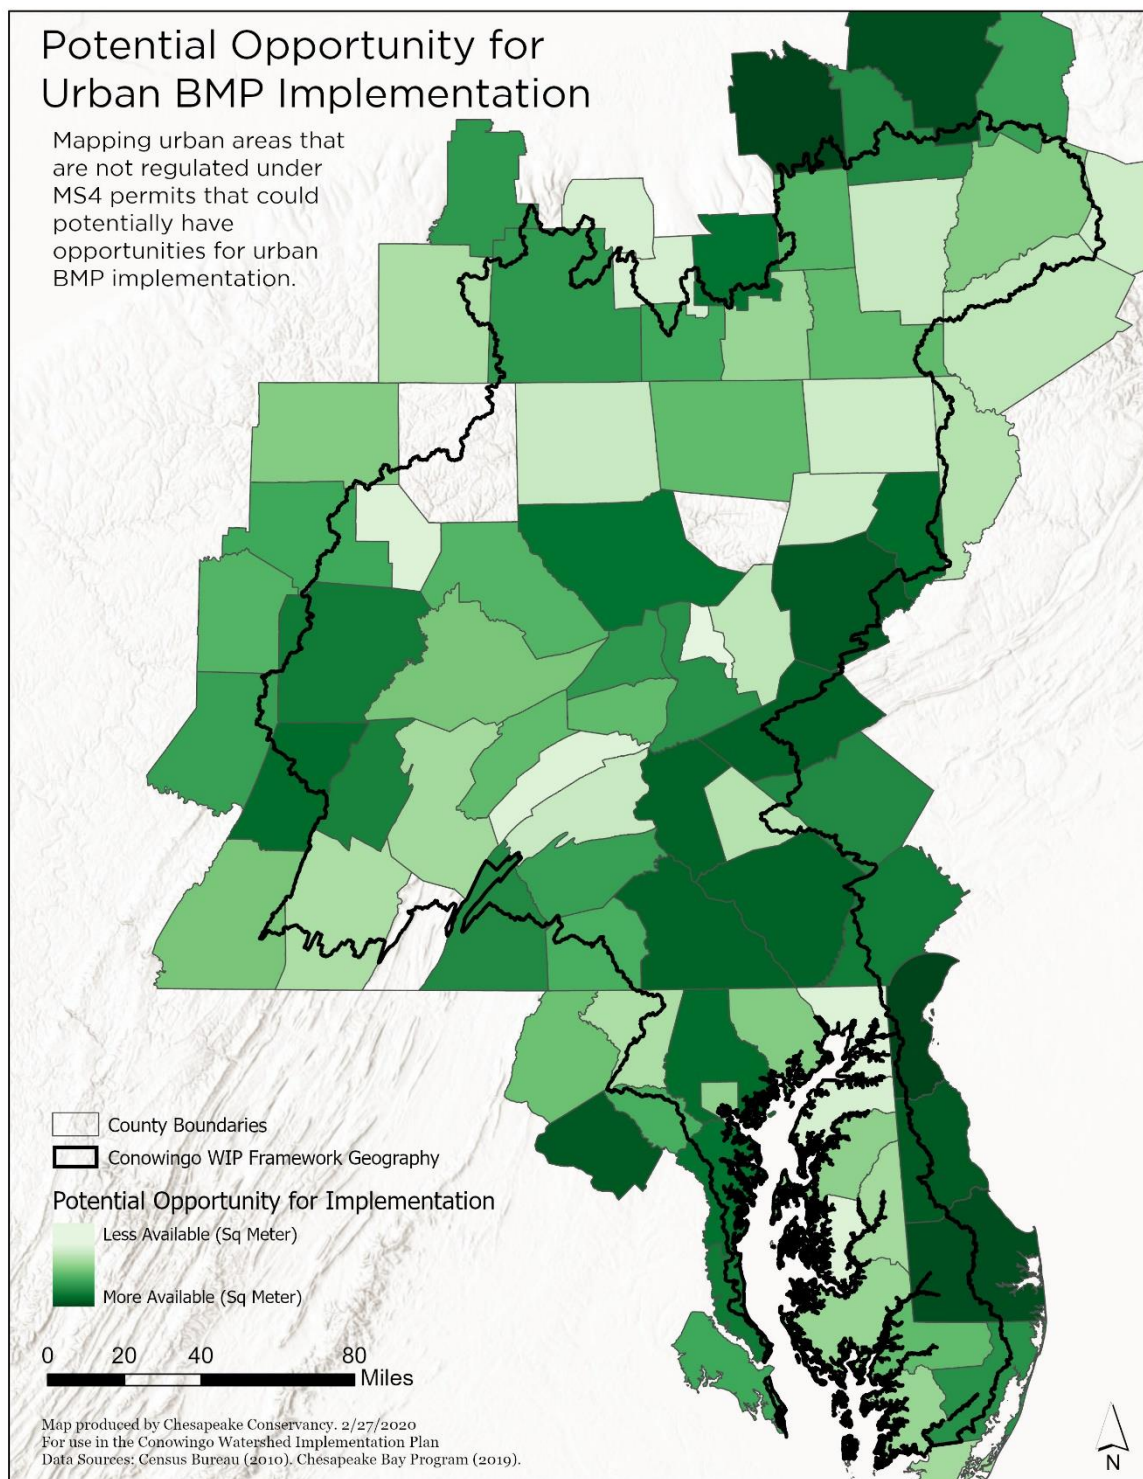 Potential Opportunity for
Urban BMP Implementation
Mapping urban areas that
are not regulated under
MS4 permits that could
potentially have
opportunities for urban
BMP implementation.
County Boundaries
Conowingo WIP Framework Geography
Potential Opportunity for Implementation
Less Available (Sq Meter)
More Available (Sq Meter)
0 20 40 80
Miles
Map produced by Chesapeake Conservancy. 2/27/2020
For use in the Conowingo Watershed Implementation Plan
Data Sources: Census Bureau (2010). Chesapeake Bay Program (2019).
N